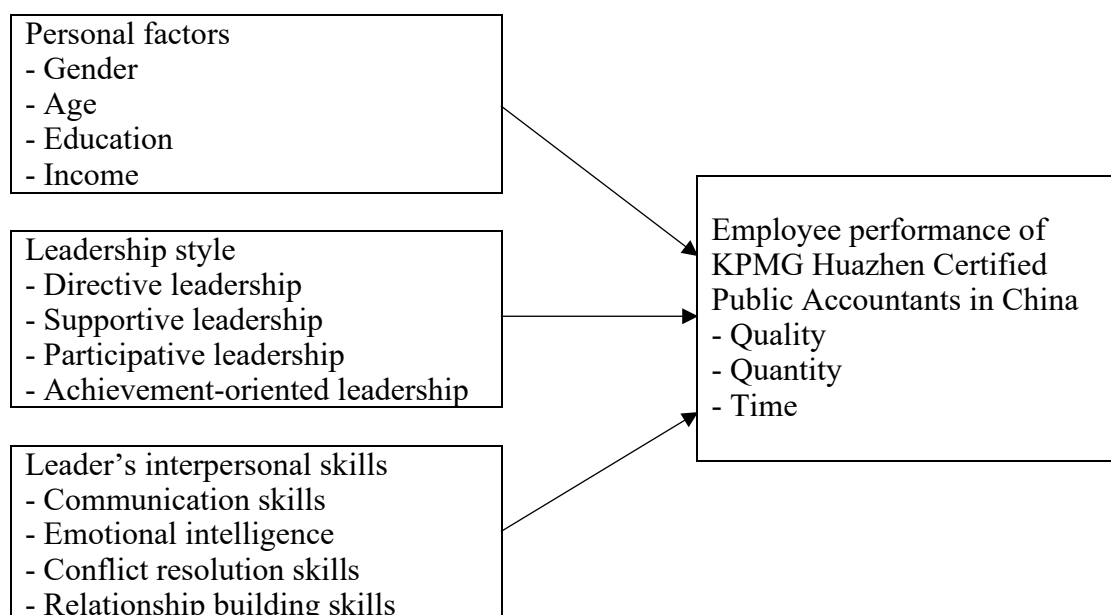 Personal factors
- Gender
- Age
- Education
- Income
Leadership style
- Directive leadership
- Supportive leadership
- Participative leadership
- Achievement-oriented leadership
Leader’s interpersonal skills
- Communication skills
- Emotional intelligence
- Conflict resolution skills
- Relationship building skills
Employee performance of
KPMG Huazhen Certified
Public Accountants in China
- Quality
- Quantity
- Time